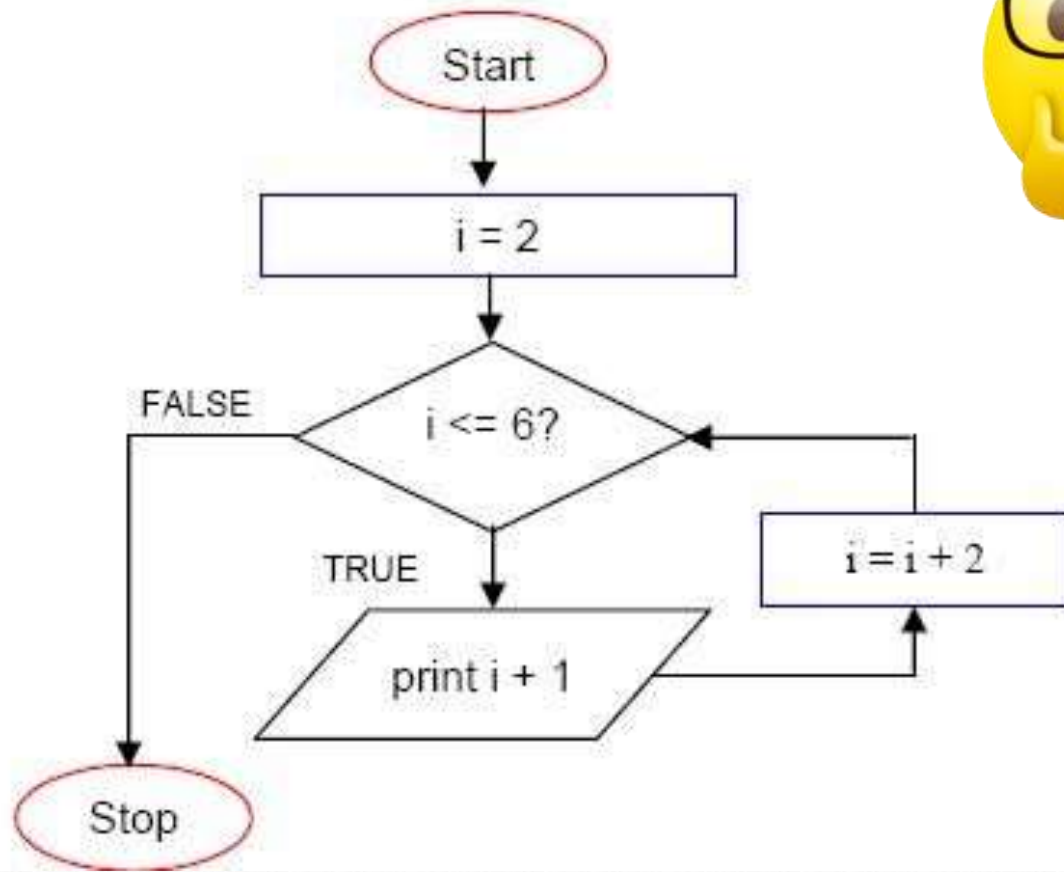 Start
i = 2
i <= 6?
FALSE
TRUE
i = i + 2
print i + 1
Stop